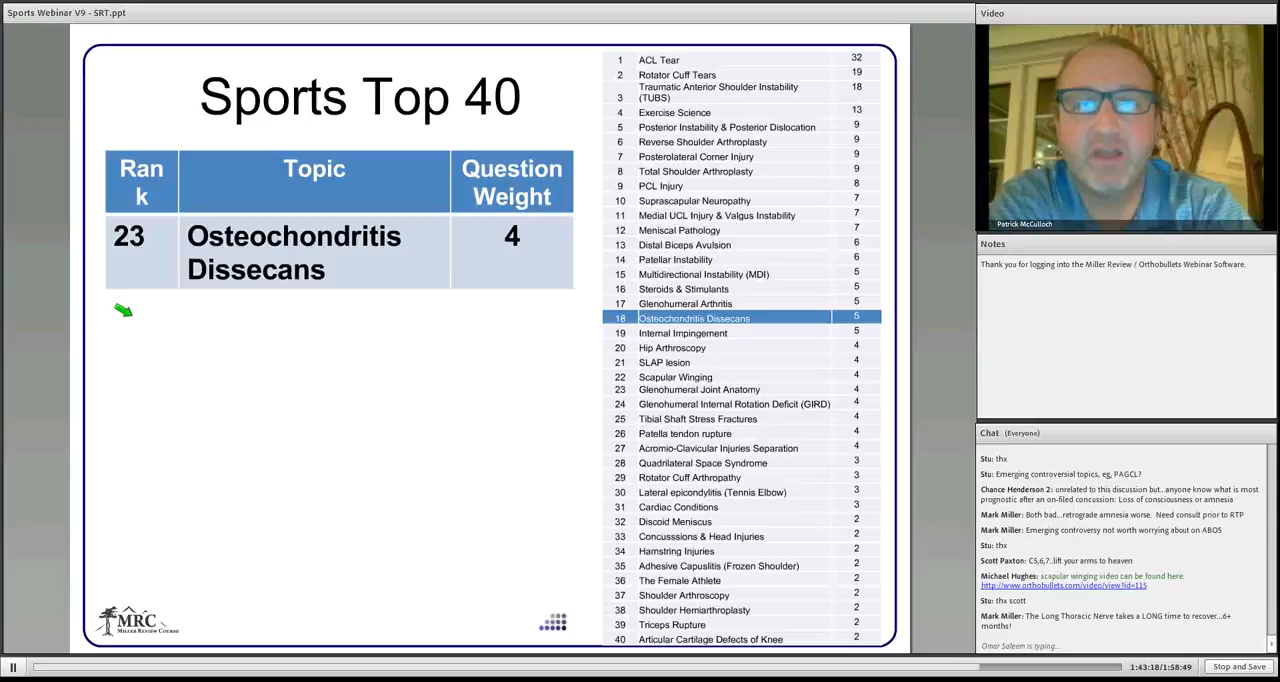 Sports Webinar V9 - SRT.ppt
Sports Top 40
Ran
k
Topic
Question
Weight
23
Osteochondritis
Dissecans
4
1 ACL Tear 32
2 Rotator Cuff Tears 19
Traumatic Anterior Shoulder Instability 18
3 (TUBS)
4 Exercise Science 13
5 Posterior Instability & Posterior Dislocation 9
6 Reverse Shoulder Arthroplasty 9
7 Posterolateral Corner Injury 9
8 Total Shoulder Arthroplasty 9
9 PCL Injury 8
10 Suprascapular Neuropathy 7
11 Medial UCL Injury & Valgus Instability 7
12 Meniscal Pathology 7
13 Distal Biceps Avulsion 6
14 Patellar Instability 6
15 Multidirectional Instability (MDI) 5
16 Steroids & Stimulants 5
17 Glenohumeral Arthritis 5
18 Osteochondritis Dissecans 5
19 Internal Impingement 5
20 Hip Arthroscopy 4
21 SLAP lesion 4
22 Scapular Winging 4
23 Glenohumeral Joint Anatomy 4
24 Glenohumeral Internal Rotation Deficit (GIRD) 4
25 Tibial Shaft Stress Fractures 4
26 Patella tendon rupture 4
27 Acromio-Clavicular Injuries Separation 4
28 Quadrilateral Space Syndrome 3
29 Rotator Cuff Arthropathy 3
30 Lateral epicondylitis (Tennis Elbow) 3
31 Cardiac Conditions 3
32 Discoid Meniscus 2
33 Concusssions & Head Injuries 2
34 Hamstring Injuries 2
35 Adhesive Capuslitis (Frozen Shoulder) 2
36 The Female Athlete 2
37 Shoulder Arthroscopy 2
38 Shoulder Hemiarthroplasty 2
39 Triceps Rupture 2
40 Articular Cartilage Defects of Knee 2
MRC
MILLER REVIEW COURSE
Video
Patrick McCulloch
Notes
Thank you for logging into the Miller Review / Orthobullets Webinar Software.
Chat (Everyone)
Stu: thx
Stu: Emerging controversial topics, eg, PAGCL?
Chance Henderson 2: unrelated to this discussion but...anyone know what is most
prognostic after an on-filed concussion: Loss of consciousness or amnesia
Mark Miller: Both bad...retrograde amnesia worse. Need consult prior to RTP
Mark Miller: Emerging controversy not worth worrying about on ABOS
Stu: thx
Scott Paxton: C5,6,7..lift your arms to heaven
Michael Hughes: scapular winging video can be found here:
http://www.orthobullets.com/video/view?id=115
Stu: thx scott
Mark Miller: The Long Thoracic Nerve takes a LONG time to recover...6+
months!
Omar Saleem is typing...
1:43:18/1:58:49
Stop and Save